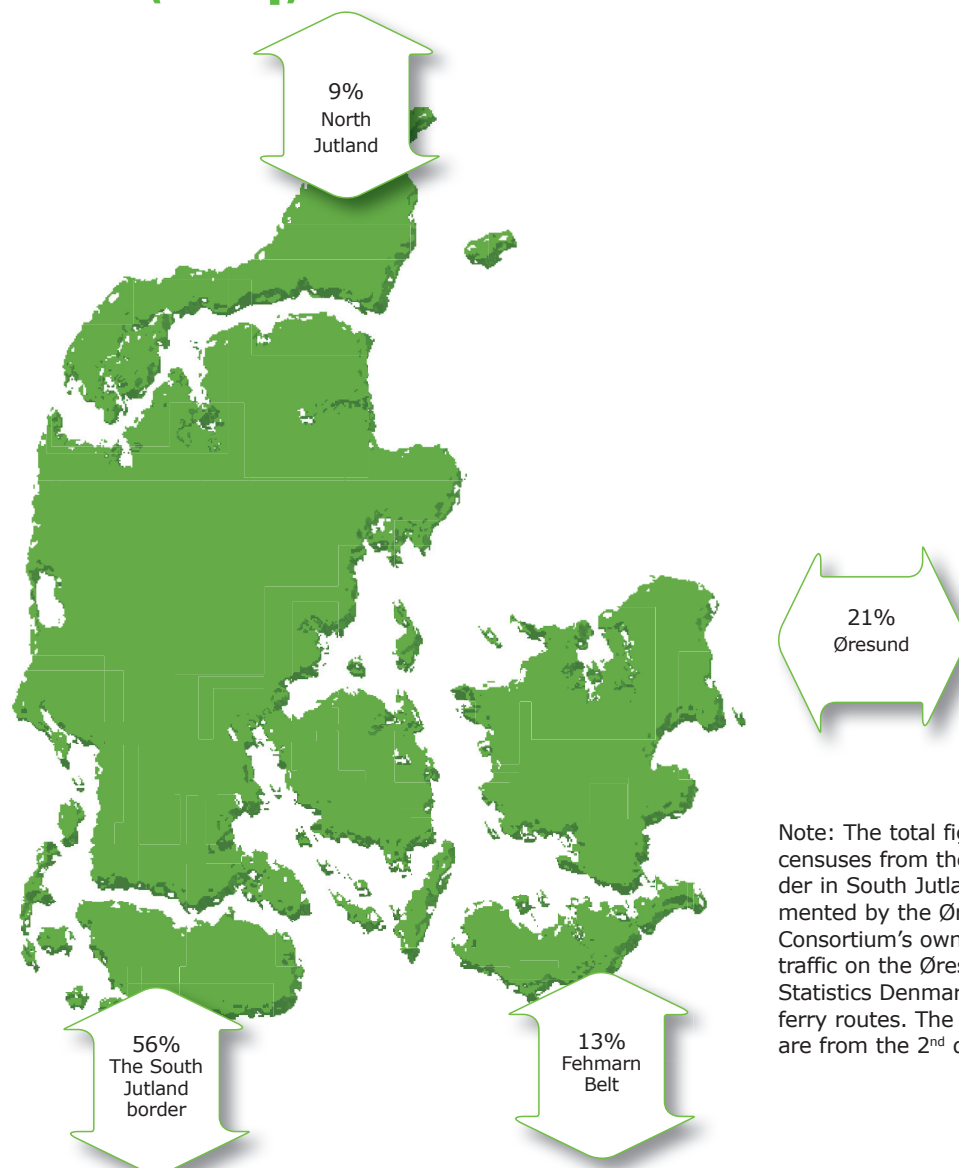 9%
North
Jutland
21%
Øresund
Note: The total fig
censuses from the
der in South Jutla
mented by the Ør
Consortium’s own
traffic on the Øres
Statistics Denmar
ferry routes. The
are from the 2nd q
56%
The South
Jutland
border
13%
Fehmarn
Belt